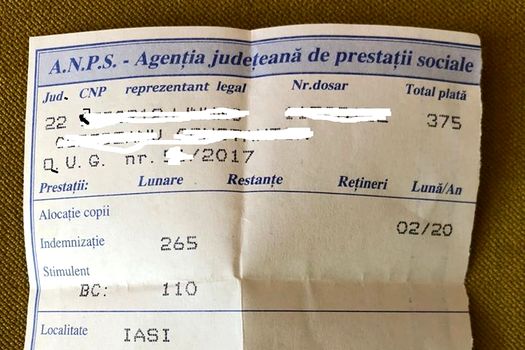 A.N.P.S. - Agenția județeană de prestații sociale
Jud. CNP reprezentant legal Nr.dosar Total plată
22 375
O.U.G. nr. /2017
Prestații: Lunare Restanțe Rețineri Lună/An
Alocație copii
02/20
Indemnizație 265
Stimulent
BC: 110
Localitate IASI